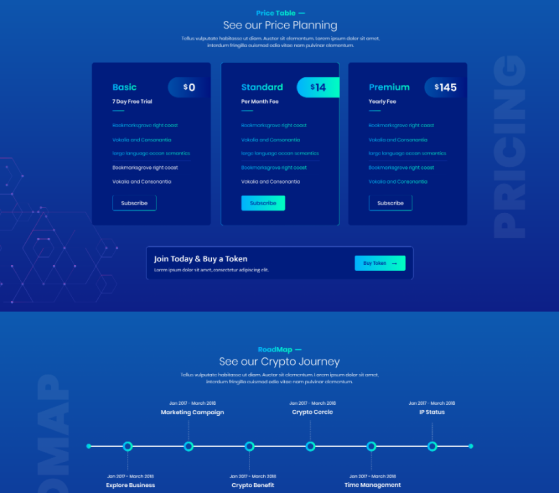 Price Table —
See our Price Planning
Tellus vulputate habitasse ut diam. Auctor sit elementum. Lorem ipsum dolor sit amet,
interdum fringilla euismod odio vitae nam pulvinar elementum.
PRICING
Basic
$0
7 Day Free Trial
Bookmarksgrove right coast
Vokalia and Consonantia
large language ocean semantics
Bookmarksgrove right coast
Vokalia and Consonantia
Subscribe
Standard
$14
Per Month Fee
Bookmarksgrove right coast
Vokalia and Consonantia
large language ocean semantics
Bookmarksgrove right coast
Vokalia and Consonantia
Subscribe
Premium
$145
Yearly Fee
Bookmarksgrove right coast
Vokalia and Consonantia
large language ocean semantics
Bookmarksgrove right coast
Vokalia and Consonantia
Subscribe
Join Today & Buy a Token
Lorem ipsum dolor sit amet, consectetur adipiscing elit.
Buy Token →
RoadMap —
See our Crypto Journey
Tellus vulputate habitasse ut diam. Auctor sit elementum. Lorem ipsum dolor sit amet,
interdum fringilla euismod odio vitae nam pulvinar elementum.
DMAP
Jan 2017 - March 2018
Marketing Campaign
Jan 2017 - March 2018
Crypto Cercle
Jan 2017 - March 2018
IP Status
Jan 2017 - March 2018
Explore Business
Jan 2017 - March 2018
Crypto Benefit
Jan 2017 - March 2018
Time Management